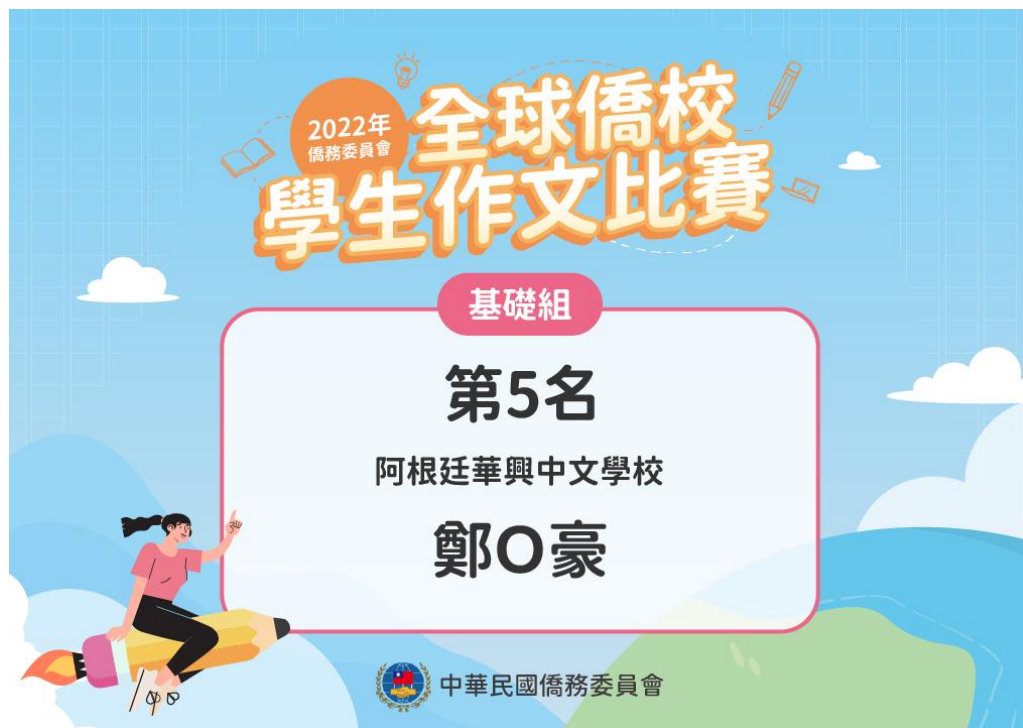 2022年
僑務委員會
全球僑校
學生作文比賽
基礎組
第5名
阿根廷華興中文學校
鄭O豪
中華民國僑務委員會